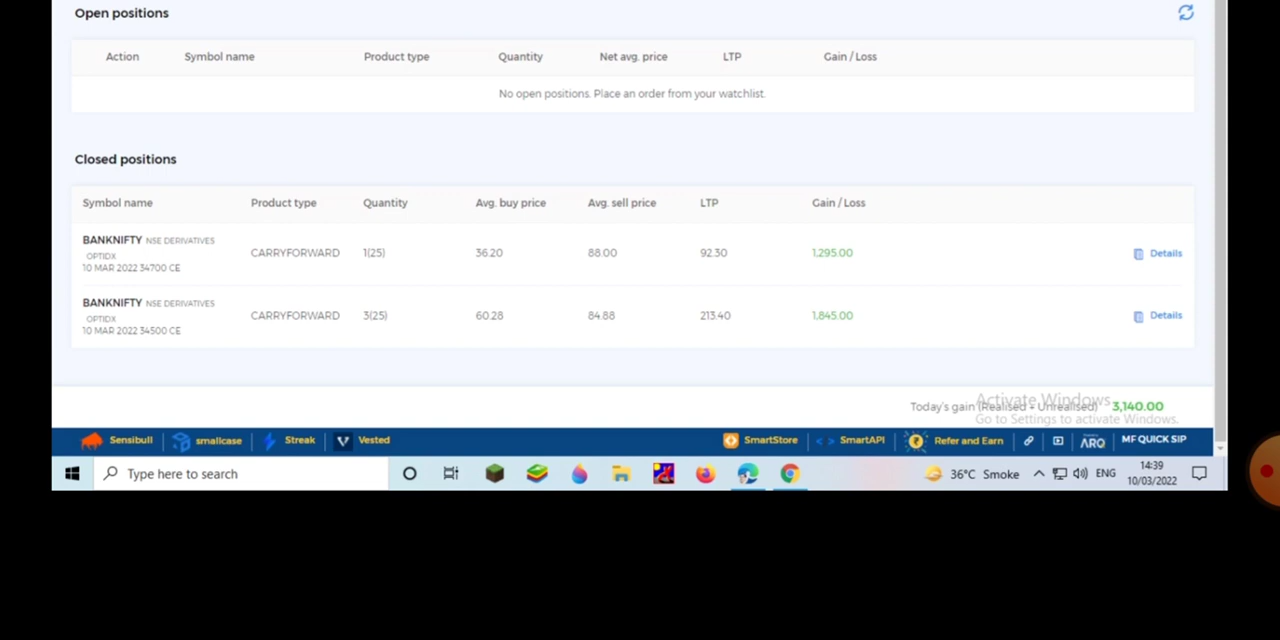 Open positions
Action Symbol name Product type Quantity Net avg. price LTP Gain / Loss
No open positions. Place an order from your watchlist.
Closed positions
Symbol name Product type Quantity Avg. buy price Avg. sell price LTP Gain / Loss
BANKNIFTY NSE DERIVATIVES
OPTIDX
10 MAR 2022 34700 CE
CARRYFORWARD 1(25) 36.20 88.00 92.30 1,295.00 Details
BANKNIFTY NSE DERIVATIVES
OPTIDX
10 MAR 2022 34500 CE
CARRYFORWARD 3(25) 60.28 84.88 213.40 1,845.00 Details
Today's gain (Realised + Unrealised) 3,140.00
Activate Windows
Go to Settings to activate Windows.
Sensibull smallcase Streak V Vested SmartStore < > SmartAPI ? Refer and Earn ARQ MF QUICK SIP
Type here to search 36°C Smoke ENG 14:39
10/03/2022